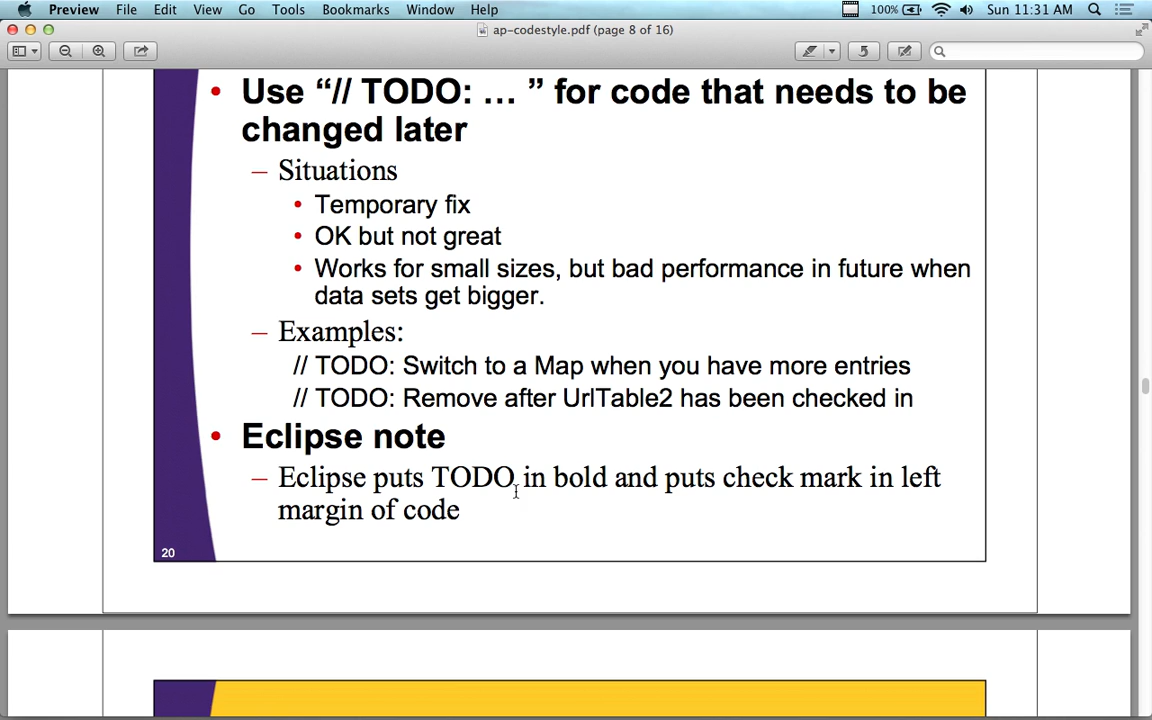 Preview File Edit View Go Tools Bookmarks Window Help 100% Sun 11:31 AM
ap-codestyle.pdf (page 8 of 16)
• Use “// TODO: … ” for code that needs to be
changed later
– Situations
• Temporary fix
• OK but not great
• Works for small sizes, but bad performance in future when
data sets get bigger.
– Examples:
// TODO: Switch to a Map when you have more entries
// TODO: Remove after UrlTable2 has been checked in
• Eclipse note
– Eclipse puts TODO in bold and puts check mark in left
margin of code
20